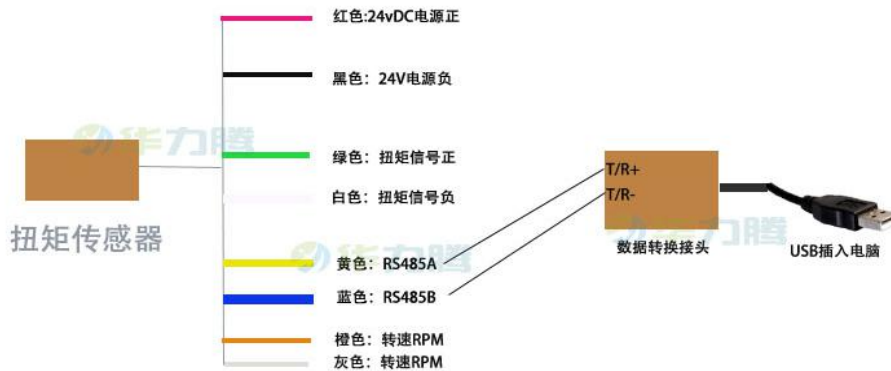 红色:24vDC电源正
黑色：24V电源负
华力腾
绿色：扭矩信号正
白色：扭矩信号负
扭矩传感器
T/R+
T/R-
华力腾
华力腾
数据转换接头
USB插入电脑
黄色：RS485A
蓝色：RS485B
橙色：转速RPM
灰色：转速RPM